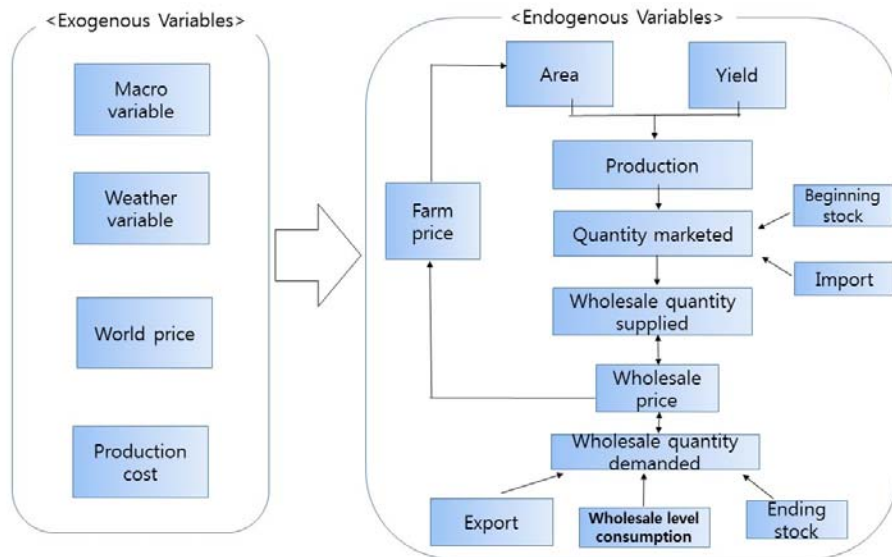 <Exogenous Variables>
Macro
variable
Weather
variable
World price
Production
cost
<Endogenous Variables>
Area
Yield
Production
Farm
price
Beginning
stock
Quantity marketed
Import
Wholesale quantity
supplied
Wholesale
price
Wholesale quantity
demanded
Export
Wholesale level
consumption
Ending
stock